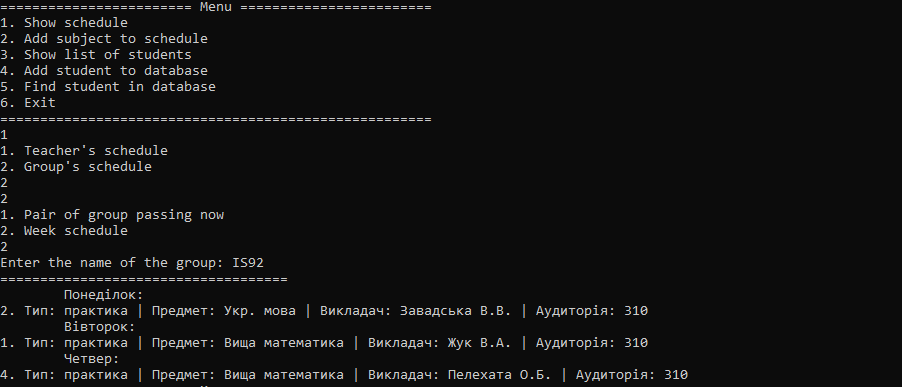 ======================== Menu ========================
1. Show schedule
2. Add subject to schedule
3. Show list of students
4. Add student to database
5. Find student in database
6. Exit
======================================================
1
1. Teacher's schedule
2. Group's schedule
2
2
1. Pair of group passing now
2. Week schedule
2
Enter the name of the group: IS92
====================================
Понеділок:
2. Тип: практика | Предмет: Укр. мова | Викладач: Завадська В.В. | Аудиторія: 310
Вівторок:
1. Тип: практика | Предмет: Вища математика | Викладач: Жук В.А. | Аудиторія: 310
Четвер:
4. Тип: практика | Предмет: Вища математика | Викладач: Пелехата О.Б. | Аудиторія: 310